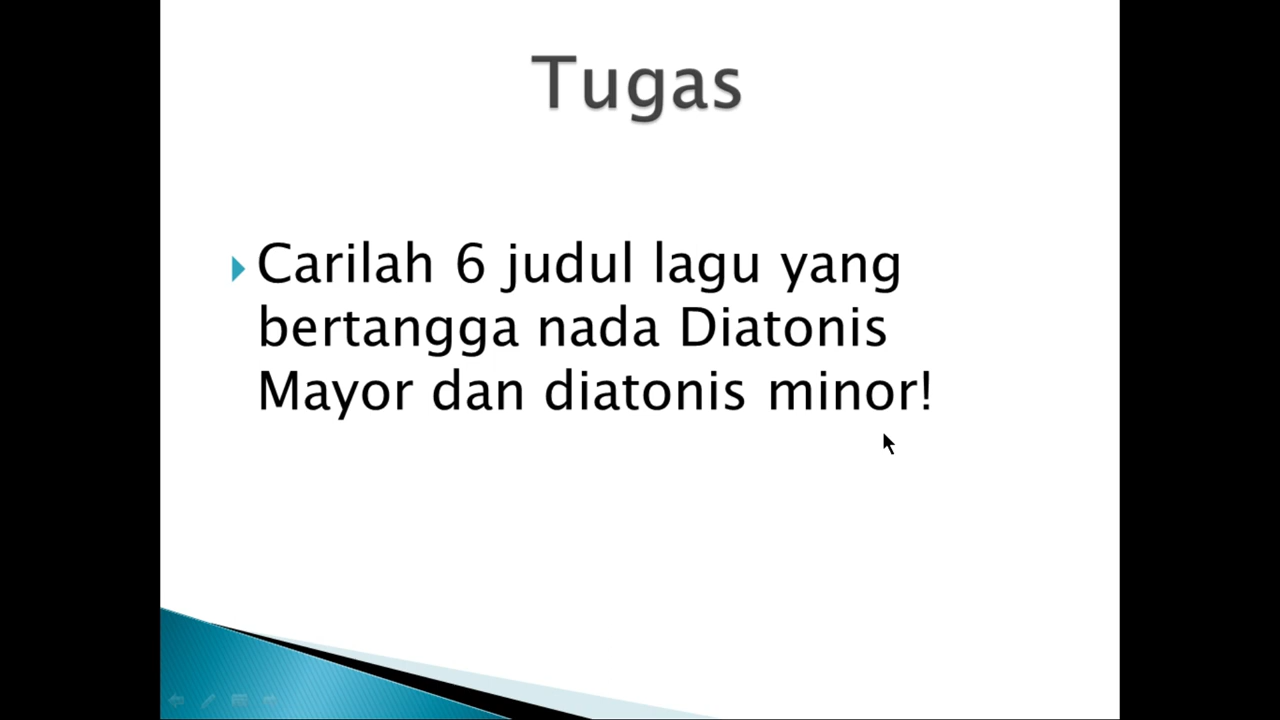 Tugas
Carilah 6 judul lagu yang
bertangga nada Diatonis
Mayor dan diatonis minor!